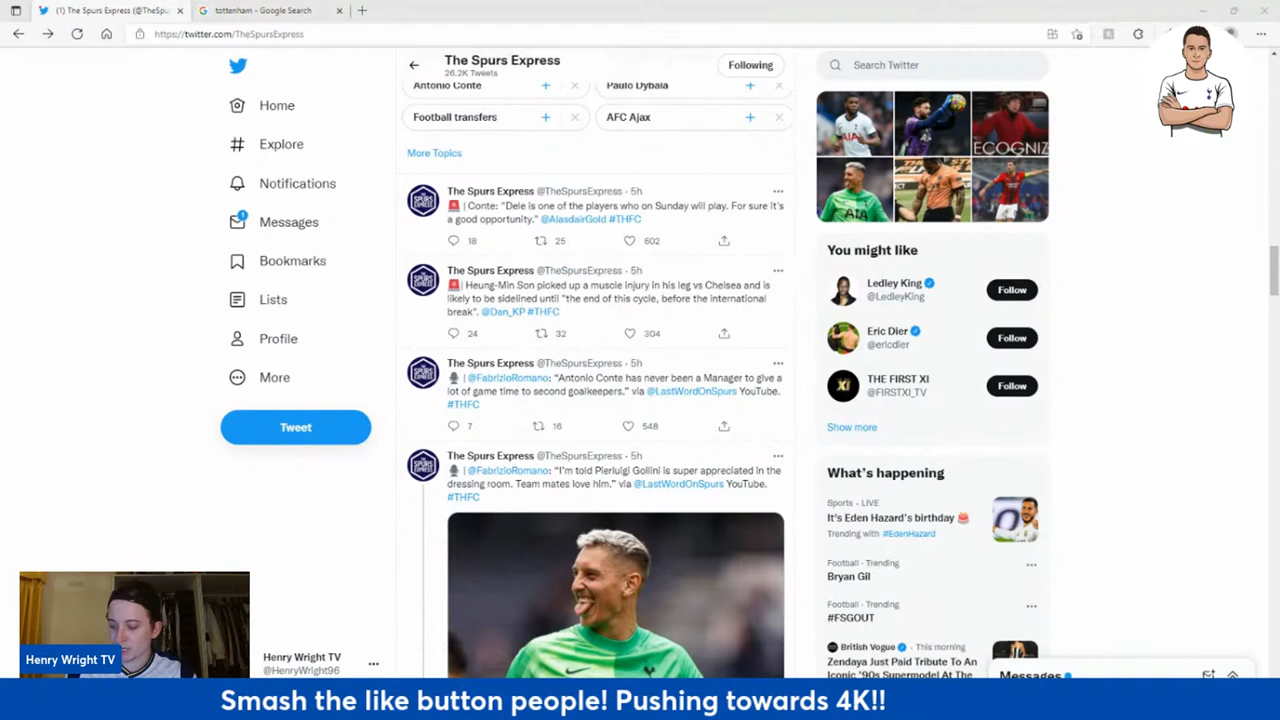 (1) The Spurs Express (@TheSpu
tottenham - Google Search
https://twitter.com/TheSpursExpress
Home
Explore
Notifications
1
Messages
Bookmarks
Lists
Profile
More
Tweet
Henry Wright TV
@HenryWright96
The Spurs Express
26.2K Tweets
Following
Antonio Conte
Paulo Dybala
Football transfers
AFC Ajax
More Topics
The Spurs Express @TheSpursExpress · 5h
| Conte: "Dele is one of the players who on Sunday will play. For sure it's
a good opportunity." @AlasdairGold #THFC
18 25 602
The Spurs Express @TheSpursExpress · 5h
| Heung-Min Son picked up a muscle injury in his leg vs Chelsea and is
likely to be sidelined until "the end of this cycle, before the international
break". @Dan_KP #THFC
24 32 304
The Spurs Express @TheSpursExpress · 5h
| @FabrizioRomano: "Antonio Conte has never been a Manager to give a
lot of game time to second goalkeepers." via @LastWordOnSpurs YouTube.
#THFC
7 16 548
The Spurs Express @TheSpursExpress · 5h
| @FabrizioRomano: "I'm told Pierluigi Gollini is super appreciated in the
dressing room. Team mates love him." via @LastWordOnSpurs YouTube.
#THFC
Search Twitter
AIA
ECOGNIZ
AIA
You might like
Ledley King
@LedleyKing
Follow
Eric Dier
@ericdier
Follow
XI
THE FIRST XI
@FIRSTXI_TV
Follow
Show more
What's happening
Sports · LIVE
It's Eden Hazard's birthday
Trending with #EdenHazard
Football · Trending
Bryan Gil
Football · Trending
#FSGOUT
British Vogue · This morning
Zendaya Just Paid Tribute To An
Iconic '90s Supermodel At The
Messages
Henry Wright TV
Smash the like button people! Pushing towards 4K!!